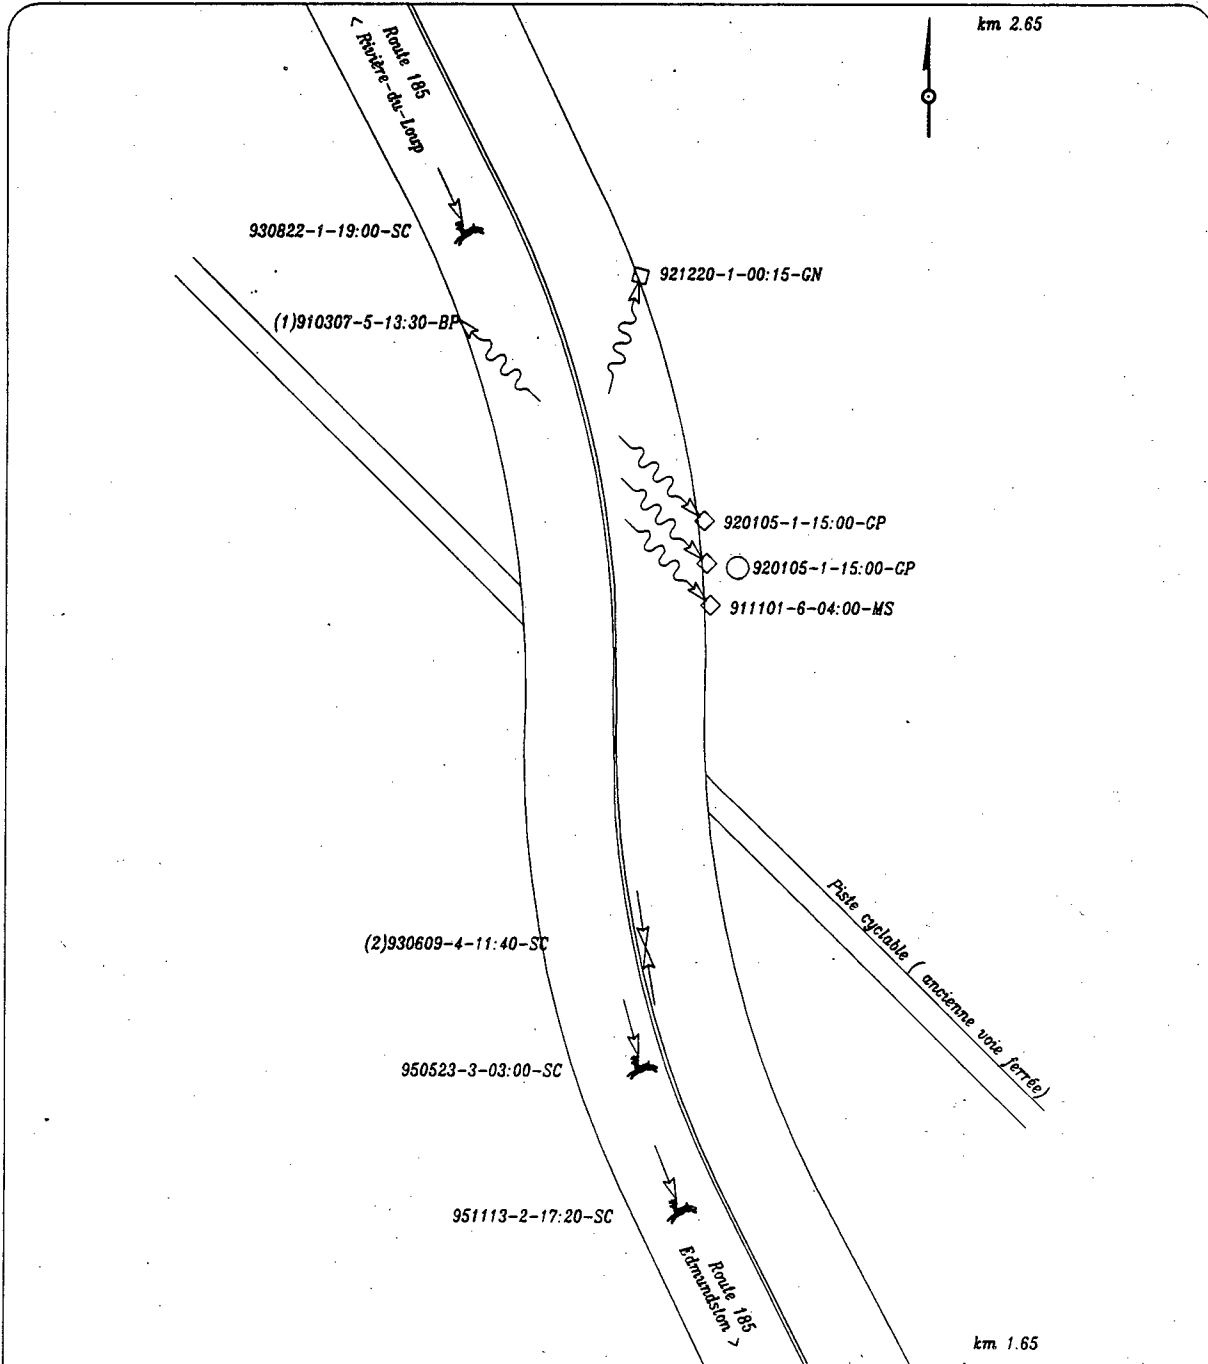 km 2.65
Route 185
< Rivière-du-Loup
930822-1-19:00-SC
921220-1-00:15-GN
(1)910307-5-13:30-BP
920105-1-15:00-GP
920105-1-15:00-GP
911101-6-04:00-MS
Piste cyclable ( ancienne voie ferrée)
(2)930609-4-11:40-SC
950523-3-03:00-SC
951113-2-17:20-SC
Route 185
Edmundston >
km 1.65